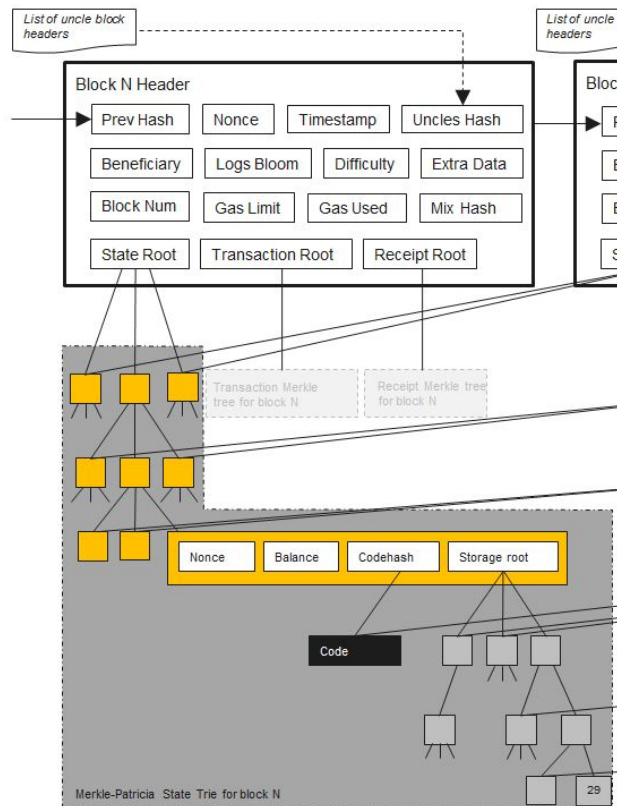 List of uncle block
headers
List of uncle
headers
Block N Header
Prev Hash
Nonce
Timestamp
Uncles Hash
Beneficiary
Logs Bloom
Difficulty
Extra Data
Block Num
Gas Limit
Gas Used
Mix Hash
State Root
Transaction Root
Receipt Root
Transaction Merkle
tree for block N
Receipt Merkle tree
for block N
Nonce
Balance
Codehash
Storage root
Code
29
Merkle-Patricia State Trie for block N